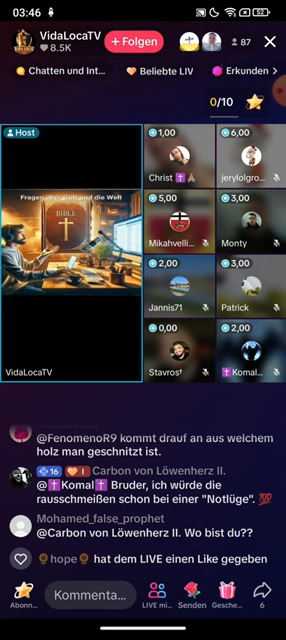 03:46
52
VidaLocaTV
8.5K
+ Folgen
87
Chatten und Int...
Beliebte LIV
Erkunden
0/10
Host
Fragen über Gott und die Welt
BIBLE
VidaLocaTV
1,00
Christ ✝️🙏🏽
6,00
jerylolgro...
5,00
Mikahvelli...
3,00
Monty
2,00
Jannis71
3,00
Patrick
0,00
Stavros†
2,00
✝️Komal...
@FenomenoR9 kommt drauf an aus welchem
holz man geschnitzt ist.
16 1 Carbon von Löwenherz II.
@✝️Komal✝️ Bruder, ich würde die
rausschmeißen schon bei einer "Notlüge". 💯
Mohamed_false_prophet
@Carbon von Löwenherz II. Wo bist du??
🌻hope🌻 hat dem LIVE einen Like gegeben
Abonn...
Kommenta...
LIVE mi...
Senden
Gesche...
6